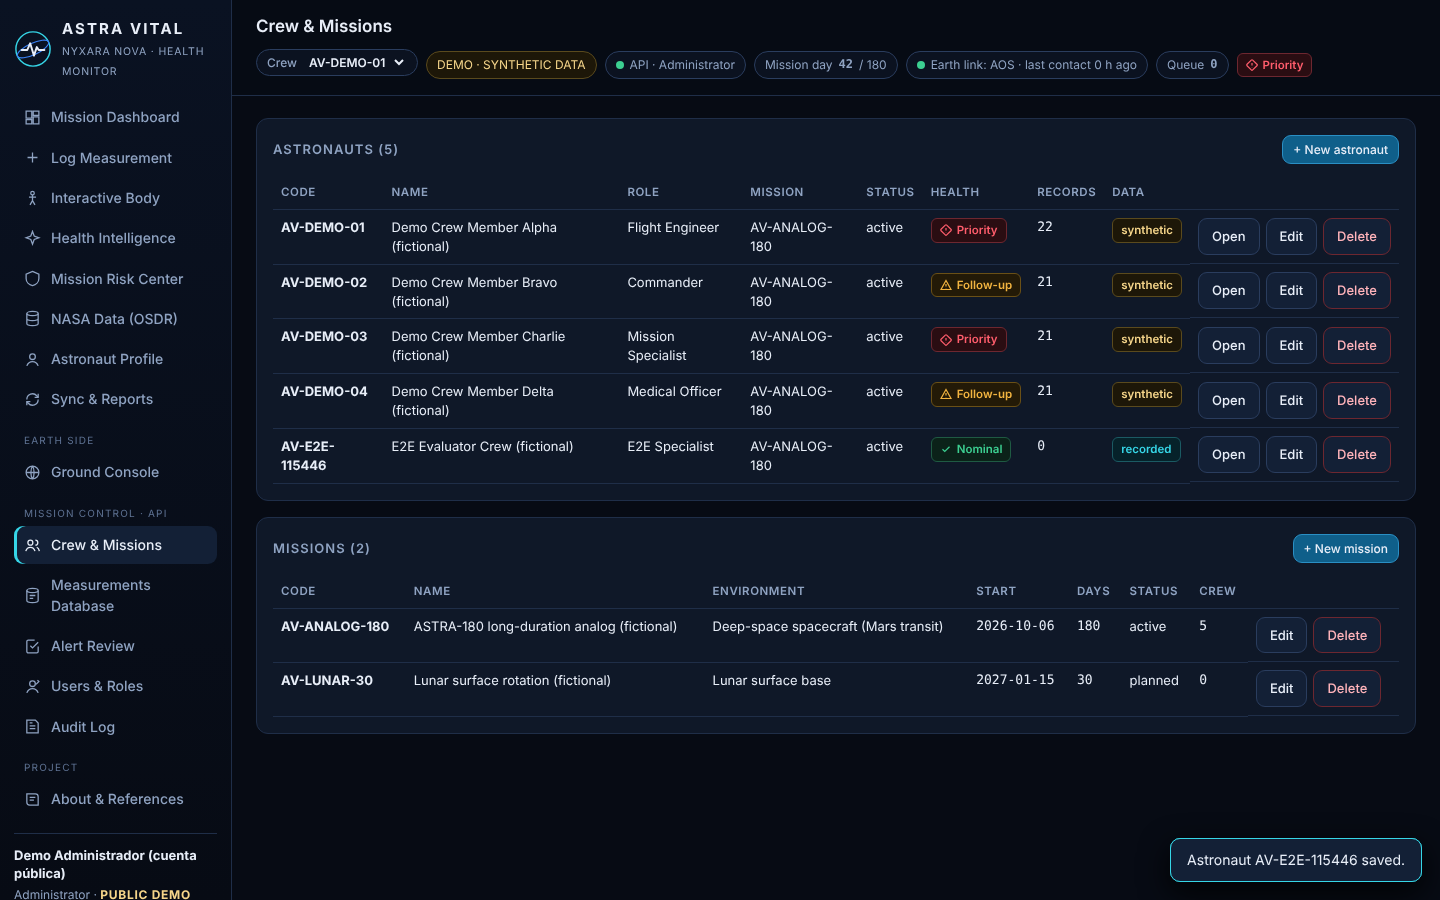 ASTRA VITAL
NYXARA NOVA · HEALTH
MONITOR
Mission Dashboard
Log Measurement
Interactive Body
Health Intelligence
Mission Risk Center
NASA Data (OSDR)
Astronaut Profile
Sync & Reports
EARTH SIDE
Ground Console
MISSION CONTROL · API
Crew & Missions
Measurements
Database
Alert Review
Users & Roles
Audit Log
PROJECT
About & References
Demo Administrador (cuenta
pública)
Administrator · PUBLIC DEMO
Crew & Missions
Crew AV-DEMO-01
DEMO · SYNTHETIC DATA
API · Administrator
Mission day 42 / 180
Earth link: AOS · last contact 0 h ago
Queue 0
Priority
ASTRONAUTS (5)
+ New astronaut
CODE NAME ROLE MISSION STATUS HEALTH RECORDS DATA
AV-DEMO-01 Demo Crew Member Alpha Flight Engineer AV-ANALOG- active Priority 22 synthetic Open Edit Delete
(fictional) 180
AV-DEMO-02 Demo Crew Member Bravo Commander AV-ANALOG- active Follow-up 21 synthetic Open Edit Delete
(fictional) 180
AV-DEMO-03 Demo Crew Member Charlie Mission AV-ANALOG- active Priority 21 synthetic Open Edit Delete
(fictional) Specialist 180
AV-DEMO-04 Demo Crew Member Delta Medical Officer AV-ANALOG- active Follow-up 21 synthetic Open Edit Delete
(fictional) 180
AV-E2E- E2E Evaluator Crew (fictional) E2E Specialist AV-ANALOG- active Nominal 0 recorded Open Edit Delete
115446 180
MISSIONS (2)
+ New mission
CODE NAME ENVIRONMENT START DAYS STATUS CREW
AV-ANALOG-180 ASTRA-180 long-duration analog (fictional) Deep-space spacecraft (Mars transit) 2026-10-06 180 active 5 Edit Delete
AV-LUNAR-30 Lunar surface rotation (fictional) Lunar surface base 2027-01-15 30 planned 0 Edit Delete
Astronaut AV-E2E-115446 saved.